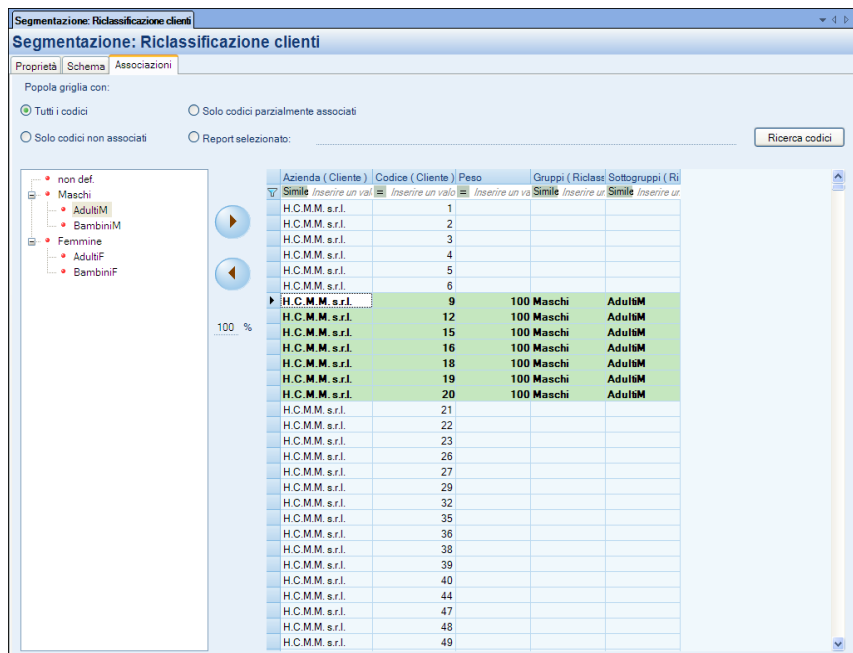 Segmentazione: Riclassificazione clienti
Segmentazione: Riclassificazione clienti
Proprietà Schema Associazioni
Popola griglia con:
Tutti i codici Solo codici parzialmente associati
Solo codici non associati Report selezionato: Ricerca codici
non def.
Maschi
AdultiM
BambiniM
Femmine
AdultiF
BambiniF
100 %
Azienda ( Cliente ) Codice ( Cliente ) Peso Gruppi ( Riclass Sottogruppi ( Ri
Simile Inserire un val = Inserire un valo = Inserire un va Simile Inserire ur Simile Inserire ur
H.C.M.M. s.r.l. 1
H.C.M.M. s.r.l. 2
H.C.M.M. s.r.l. 3
H.C.M.M. s.r.l. 4
H.C.M.M. s.r.l. 5
H.C.M.M. s.r.l. 6
H.C.M.M. s.r.l. 9 100 Maschi AdultiM
H.C.M.M. s.r.l. 12 100 Maschi AdultiM
H.C.M.M. s.r.l. 15 100 Maschi AdultiM
H.C.M.M. s.r.l. 16 100 Maschi AdultiM
H.C.M.M. s.r.l. 18 100 Maschi AdultiM
H.C.M.M. s.r.l. 19 100 Maschi AdultiM
H.C.M.M. s.r.l. 20 100 Maschi AdultiM
H.C.M.M. s.r.l. 21
H.C.M.M. s.r.l. 22
H.C.M.M. s.r.l. 23
H.C.M.M. s.r.l. 26
H.C.M.M. s.r.l. 27
H.C.M.M. s.r.l. 29
H.C.M.M. s.r.l. 32
H.C.M.M. s.r.l. 35
H.C.M.M. s.r.l. 36
H.C.M.M. s.r.l. 38
H.C.M.M. s.r.l. 39
H.C.M.M. s.r.l. 40
H.C.M.M. s.r.l. 44
H.C.M.M. s.r.l. 47
H.C.M.M. s.r.l. 48
H.C.M.M. s.r.l. 49